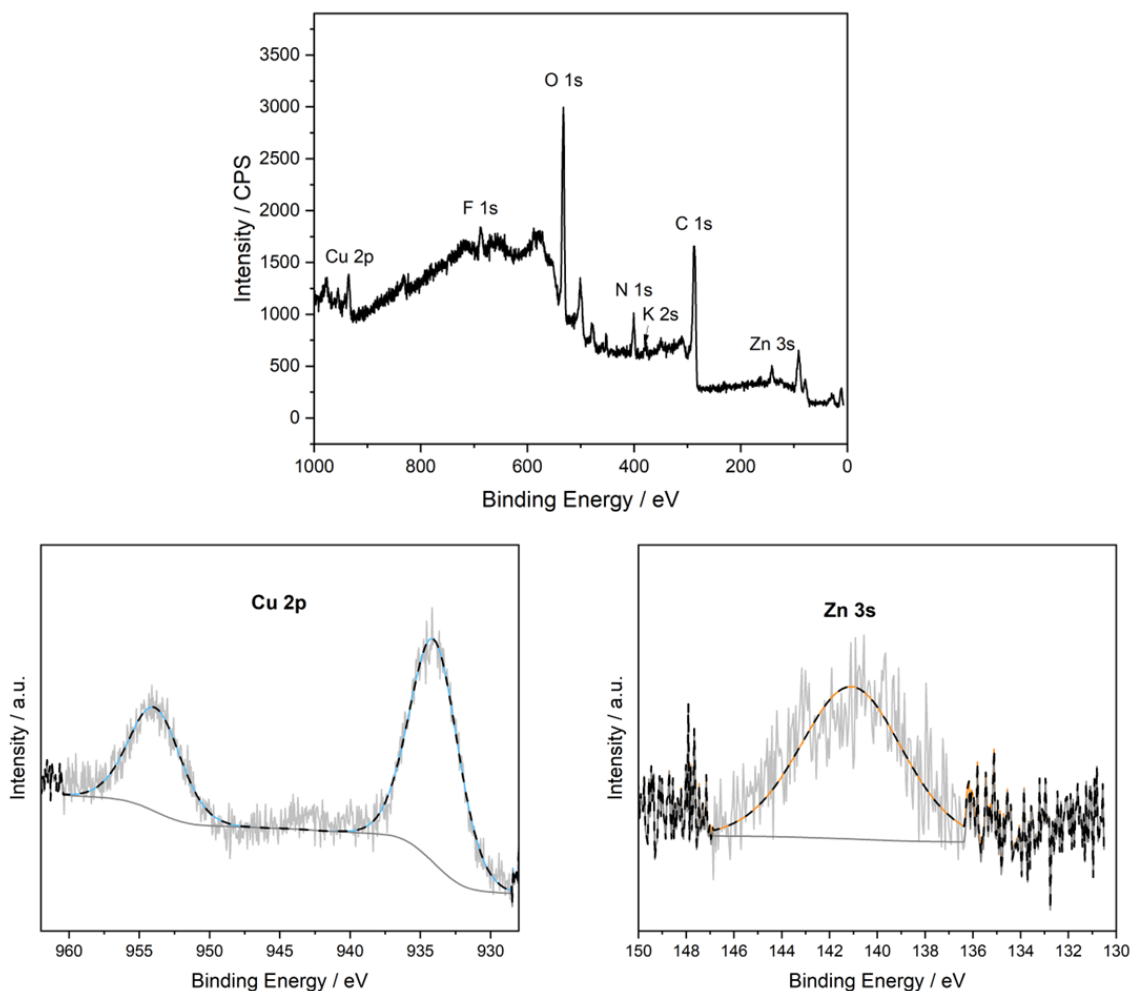 3500
3000
2500
2000
1500
1000
500
0
Intensity / CPS
O 1s
F 1s
Cu 2p
C 1s
N 1s
K 2s
Zn 3s
1000 800 600 400 200 0
Binding Energy / eV
Cu 2p
Intensity / a.u.
960 955 950 945 940 935 930
Binding Energy / eV
Zn 3s
Intensity / a.u.
150 148 146 144 142 140 138 136 134 132 130
Binding Energy / eV